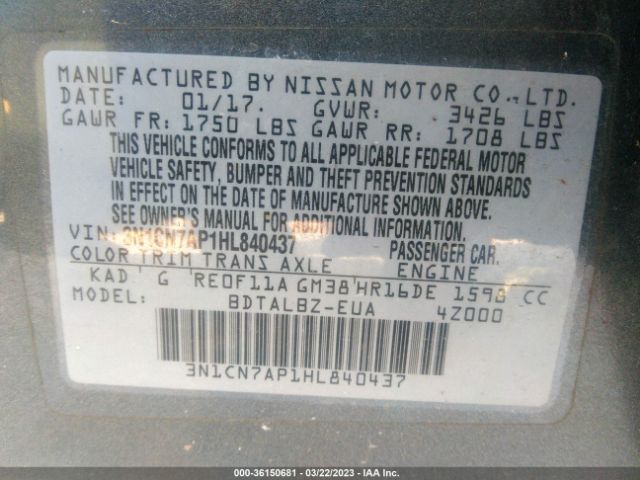 MANUFACTURED BY NISSAN MOTOR CO., LTD.
DATE: 01/17. GVWR: 3426 LBS
GAWR FR: 1750 LBS GAWR RR: 1708 LBS
THIS VEHICLE CONFORMS TO ALL APPLICABLE FEDERAL MOTOR
VEHICLE SAFETY, BUMPER AND THEFT PREVENTION STANDARDS
IN EFFECT ON THE DATE OF MANUFACTURE SHOWN ABOVE.
SEE OWNER'S MANUAL FOR ADDITIONAL INFORMATION.
VIN: 3N1CN7AP1HL840437 PASSENGER CAR.
COLOR TRIM TRANS AXLE ENGINE
KAD G RE0F11A GM38 HR16DE 1598 CC
MODEL: BDTALBZ-EUA 4Z000
3N1CN7AP1HL840437
000-36150681 - 03/22/2023 - IAA Inc.